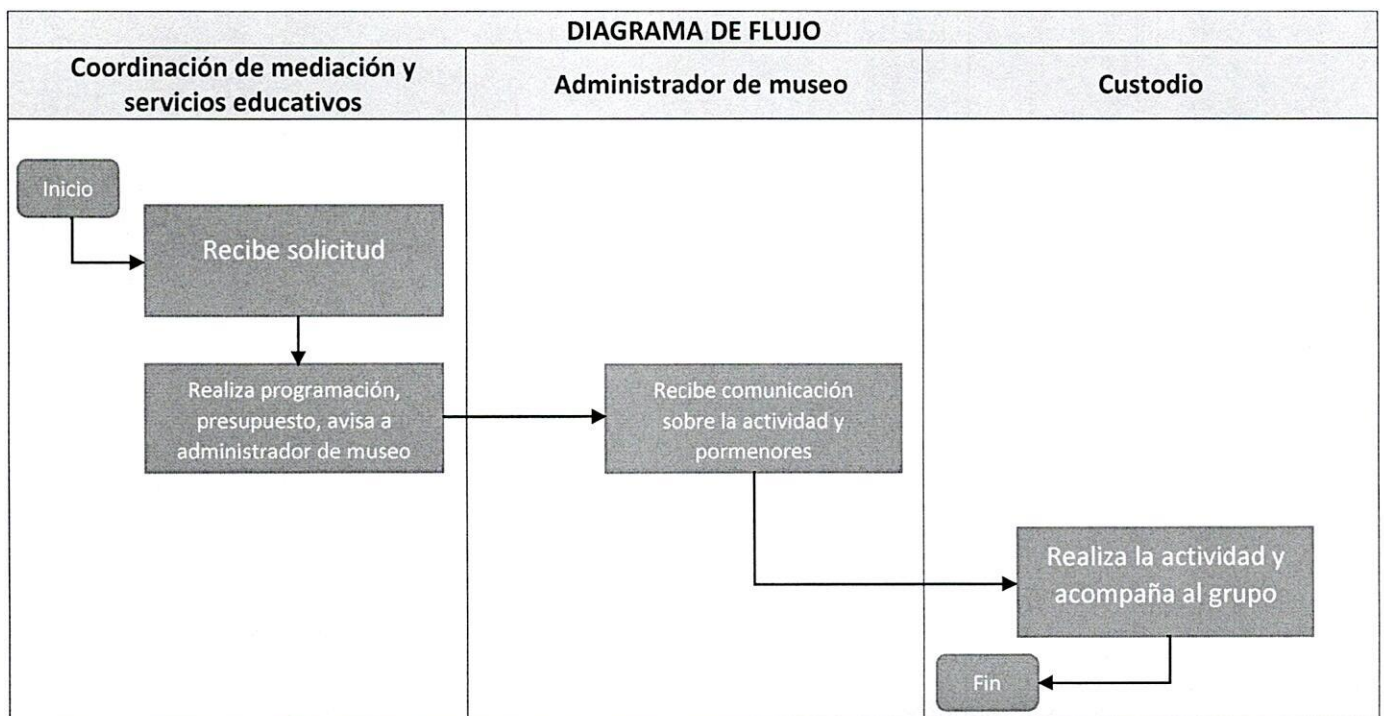 DIAGRAMA DE FLUJO
Coordinación de mediación y
servicios educativos
Administrador de museo
Custodio
Inicio
Recibe solicitud
Realiza programación,
presupuesto, avisa a
administrador de museo
Recibe comunicación
sobre la actividad y
pormenores
Realiza la actividad y
acompaña al grupo
Fin